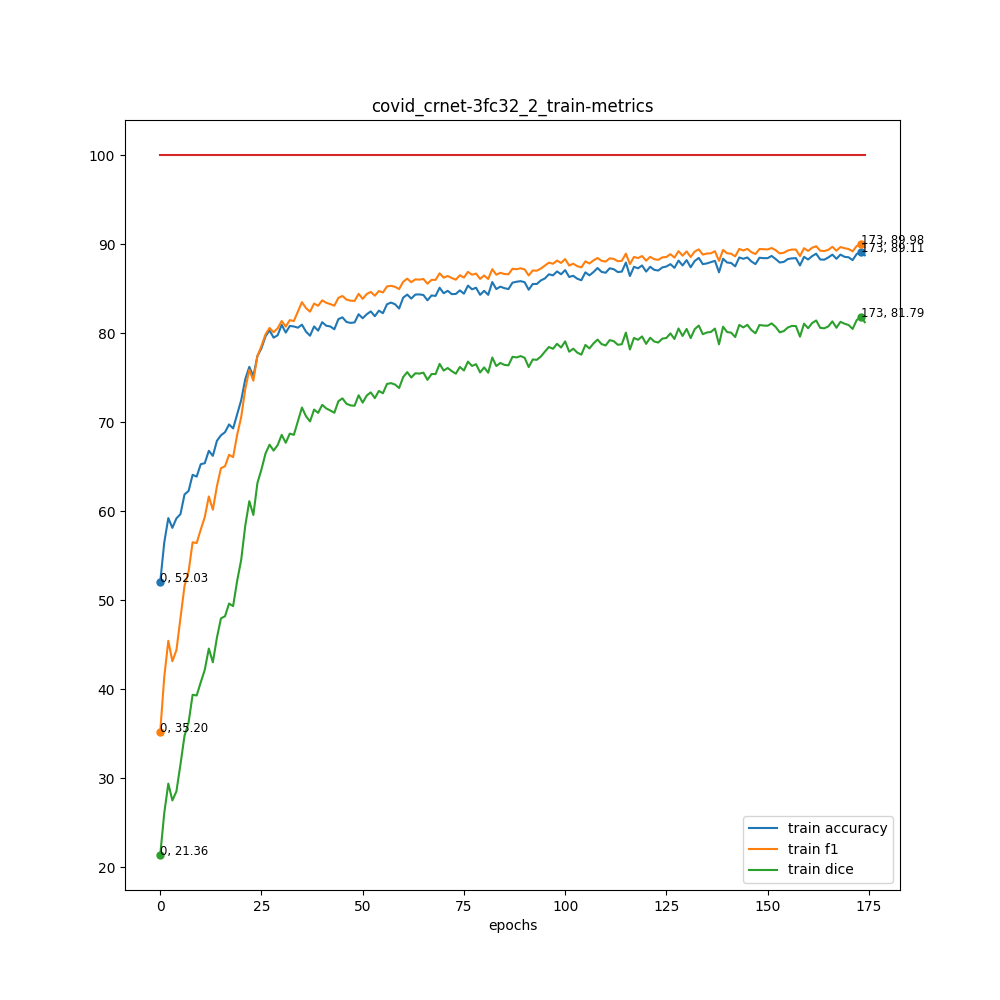 covid_crnet-3fc32_2_train-metrics
100
90
80
70
60
50
40
30
20
173, 89.98
173, 89.11
173, 81.79
0, 52.03
0, 35.20
0, 21.36
train accuracy
train f1
train dice
0 25 50 75 100 125 150 175
epochs